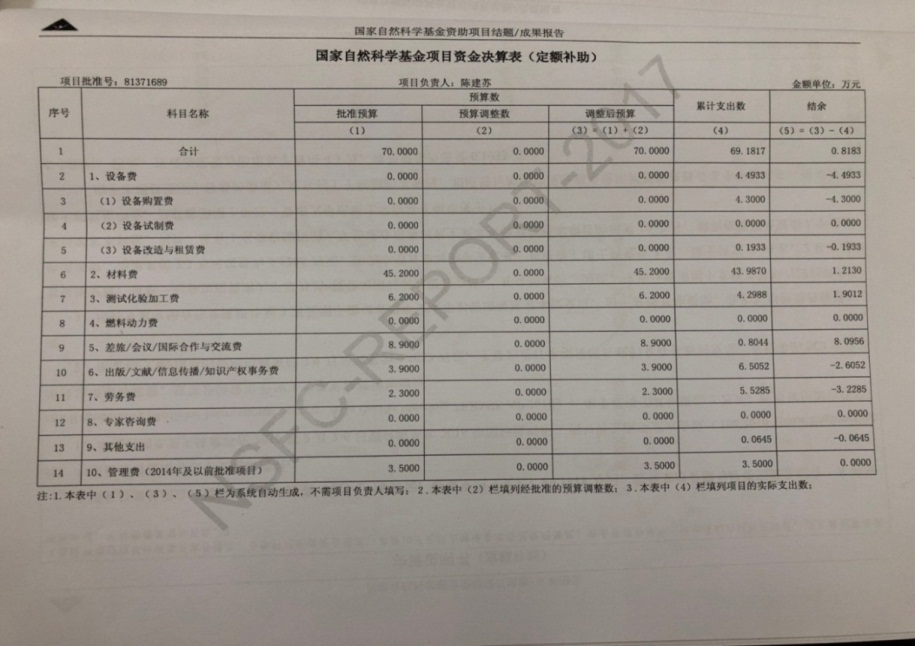 国家自然科学基金资助项目结题/成果报告
国家自然科学基金项目资金决算表（定额补助）
项目批准号：81371689 项目负责人：陈建苏 金额单位：万元
序号 科目名称 预算数 累计支出数 结余
批准预算 预算调整数 调整后预算
(1) (2) (3)=(1)+(2) (4) (5)=(3)-(4)
1 合计 70.0000 0.0000 70.0000 69.1817 0.8183
2 1、设备费 0.0000 0.0000 0.0000 4.4933 -4.4933
3 (1)设备购置费 0.0000 0.0000 0.0000 4.3000 -4.3000
4 (2)设备试制费 0.0000 0.0000 0.0000 0.0000 0.0000
5 (3)设备改造与租赁费 0.0000 0.0000 0.0000 0.1933 -0.1933
6 2、材料费 45.2000 0.0000 45.2000 43.9870 1.2130
7 3、测试化验加工费 6.2000 0.0000 6.2000 4.2988 1.9012
8 4、燃料动力费 0.0000 0.0000 0.0000 0.0000 0.0000
9 5、差旅/会议/国际合作与交流费 8.9000 0.0000 8.9000 0.8044 8.0956
10 6、出版/文献/信息传播/知识产权事务费 3.9000 0.0000 3.9000 6.5052 -2.6052
11 7、劳务费 2.3000 0.0000 2.3000 5.5285 -3.2285
12 8、专家咨询费 0.0000 0.0000 0.0000 0.0000 0.0000
13 9、其他支出 0.0000 0.0000 0.0000 0.0645 -0.0645
14 10、管理费(2014年及以前批准项目) 3.5000 0.0000 3.5000 3.5000 0.0000
注:1.本表中(1)、(3)、(5)栏为系统自动生成，不需项目负责人填写；2.本表中(2)栏填列经批准的预算调整数；3.本表中(4)栏填列项目的实际支出数；
NSFC-REPORT-2017